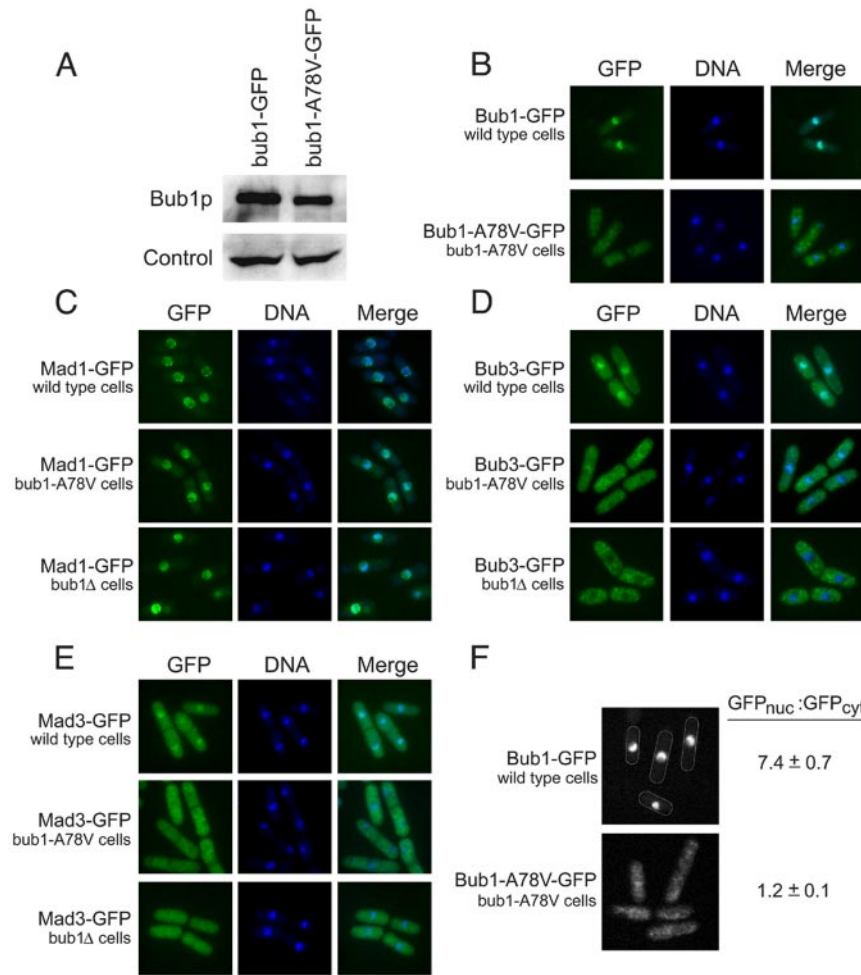 A
bub1-GFP
bub1-A78V-GFP
Bub1p
Control
B
GFP DNA Merge
Bub1-GFP
wild type cells
Bub1-A78V-GFP
bub1-A78V cells
C
GFP DNA Merge
Mad1-GFP
wild type cells
Mad1-GFP
bub1-A78V cells
Mad1-GFP
bub1Δ cells
D
GFP DNA Merge
Bub3-GFP
wild type cells
Bub3-GFP
bub1-A78V cells
Bub3-GFP
bub1Δ cells
E
GFP DNA Merge
Mad3-GFP
wild type cells
Mad3-GFP
bub1-A78V cells
Mad3-GFP
bub1Δ cells
F
GFPnuc :GFPcyt
Bub1-GFP
wild type cells
7.4 ± 0.7
Bub1-A78V-GFP
bub1-A78V cells
1.2 ± 0.1